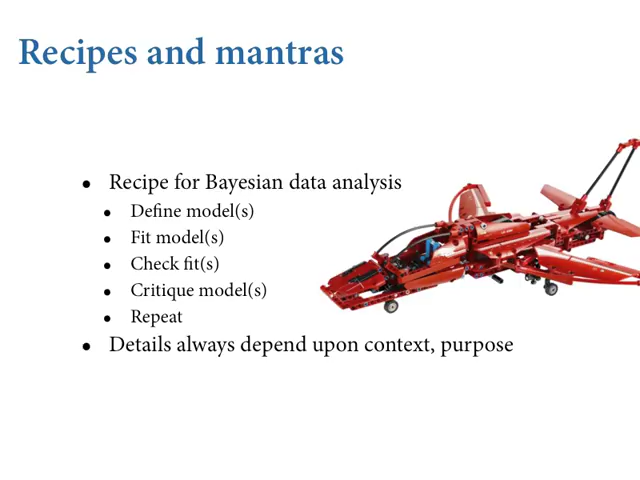 Recipes and mantras
• Recipe for Bayesian data analysis
• Define model(s)
• Fit model(s)
• Check fit(s)
• Critique model(s)
• Repeat
• Details always depend upon context, purpose